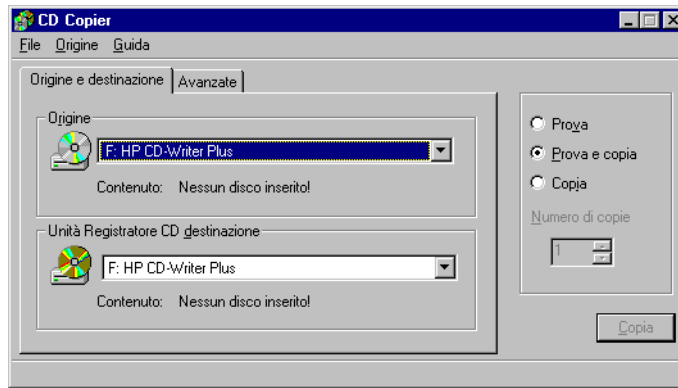 CD Copier
File Origine Guida
Origine e destinazione Avanzate
Origine
F: HP CD-Writer Plus
Contenuto: Nessun disco inserito!
Unità Registratore CD destinazione
F: HP CD-Writer Plus
Contenuto: Nessun disco inserito!
Prova
Prova e copia
Copia
Numero di copie
1
Copia